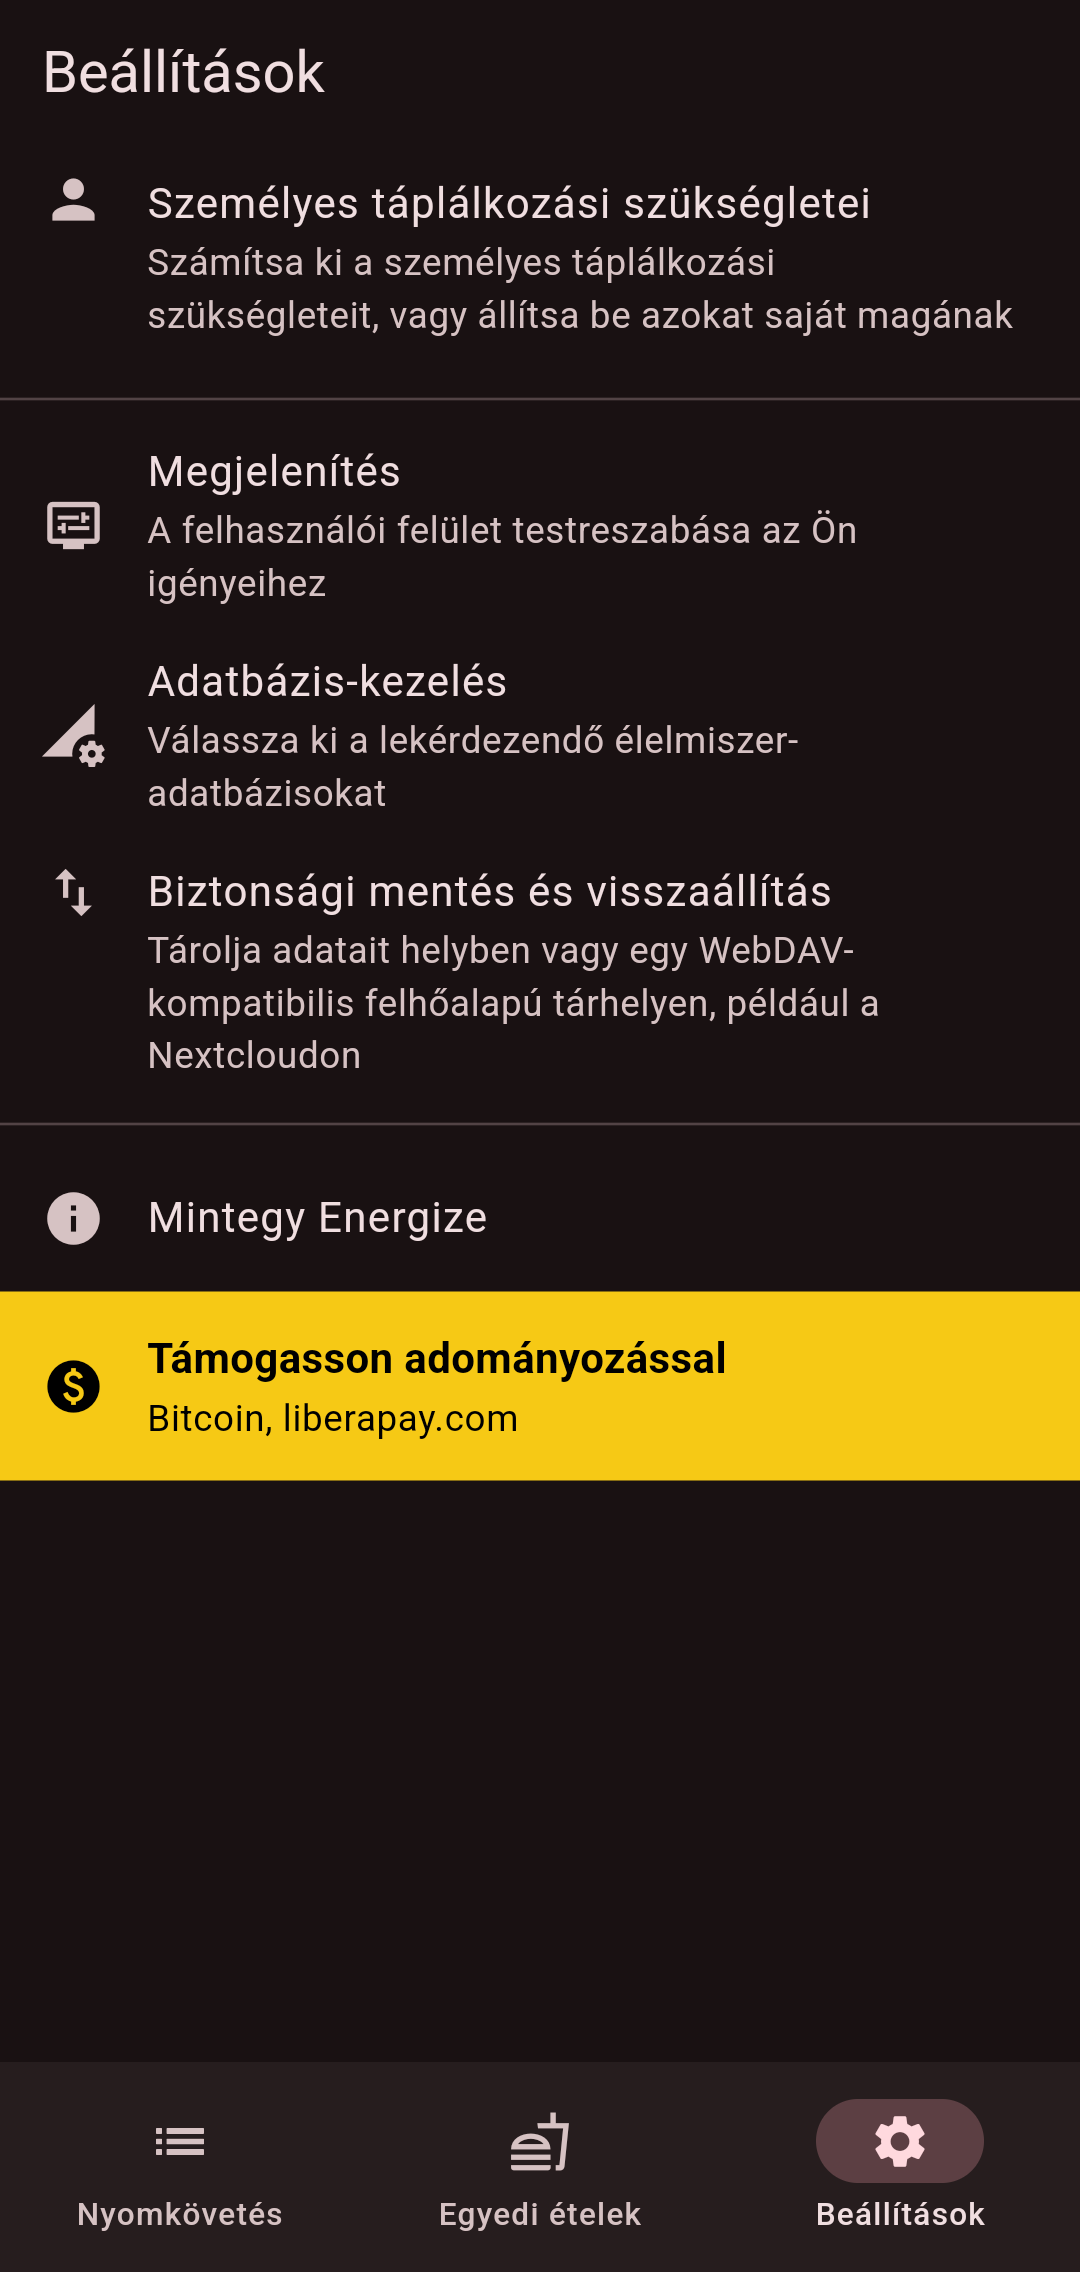 Beállítások
Személyes táplálkozási szükségletei
Számítsa ki a személyes táplálkozási
szükségleteit, vagy állítsa be azokat saját magának
Megjelenítés
A felhasználói felület testreszabása az Ön
igényeihez
Adatbázis-kezelés
Válassza ki a lekérdezendő élelmiszer-
adatbázisokat
Biztonsági mentés és visszaállítás
Tárolja adatait helyben vagy egy WebDAV-
kompatibilis felhőalapú tárhelyen, például a
Nextcloudon
Mintegy Energize
Támogasson adományozással
Bitcoin, liberapay.com
Nyomkövetés
Egyedi ételek
Beállítások